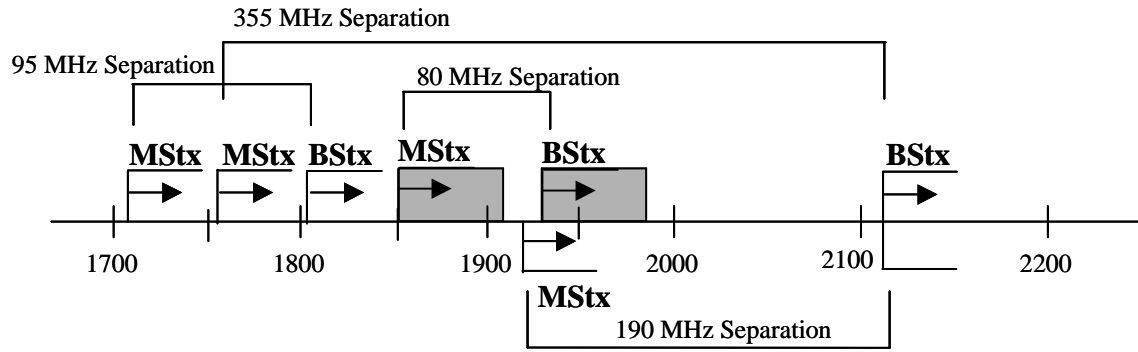 355 MHz Separation
95 MHz Separation
80 MHz Separation
MStx MStx BStx MStx BStx BStx
1700 1800 1900 2000 2100 2200
MStx
190 MHz Separation